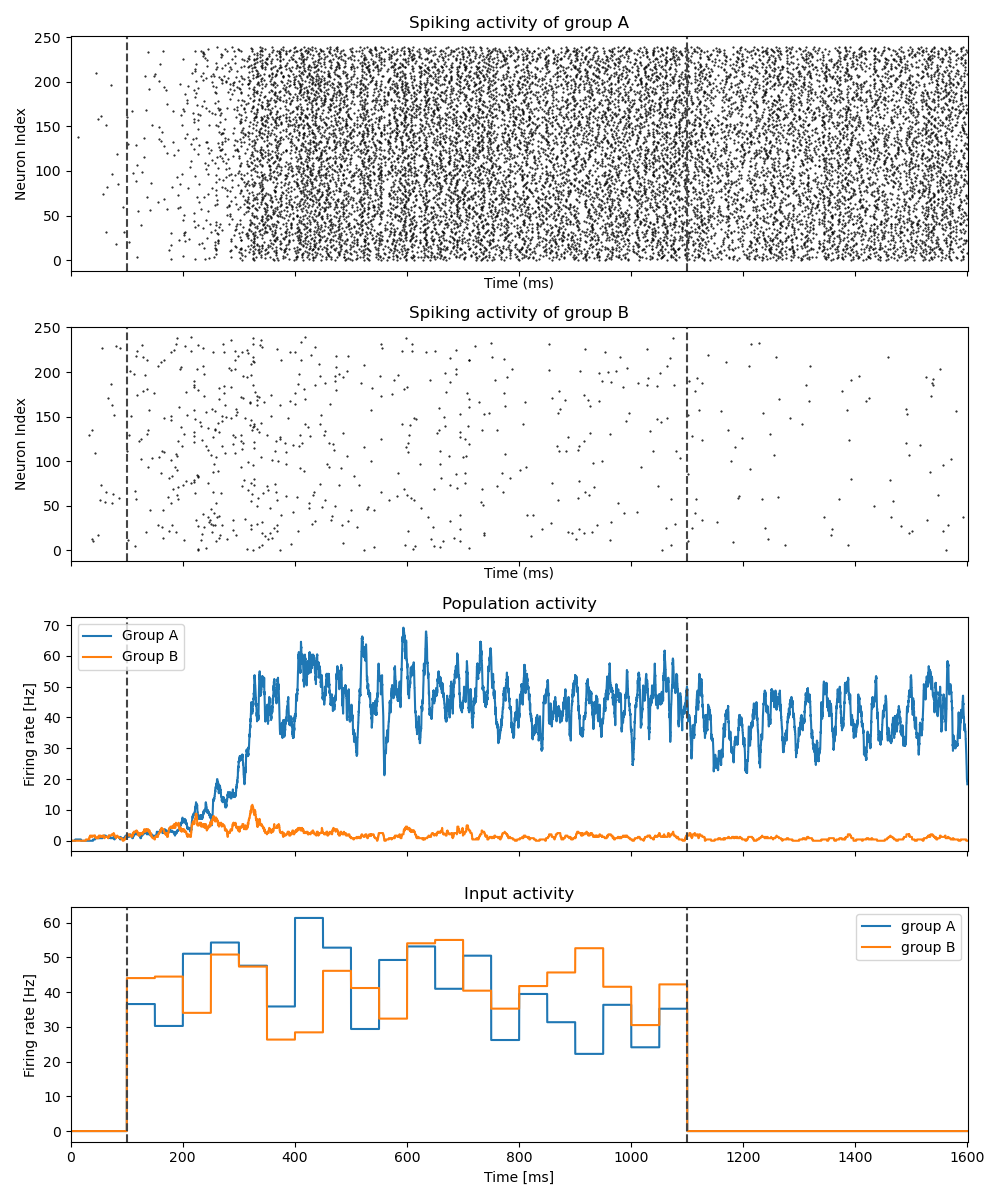 Spiking activity of group A
250
200
150
100
50
0
Neuron Index
Time (ms)
Spiking activity of group B
250
200
150
100
50
0
Neuron Index
Time (ms)
Population activity
70
60
50
40
30
20
10
0
Firing rate [Hz]
Group A
Group B
Input activity
60
50
40
30
20
10
0
Firing rate [Hz]
group A
group B
0 200 400 600 800 1000 1200 1400 1600
Time [ms]